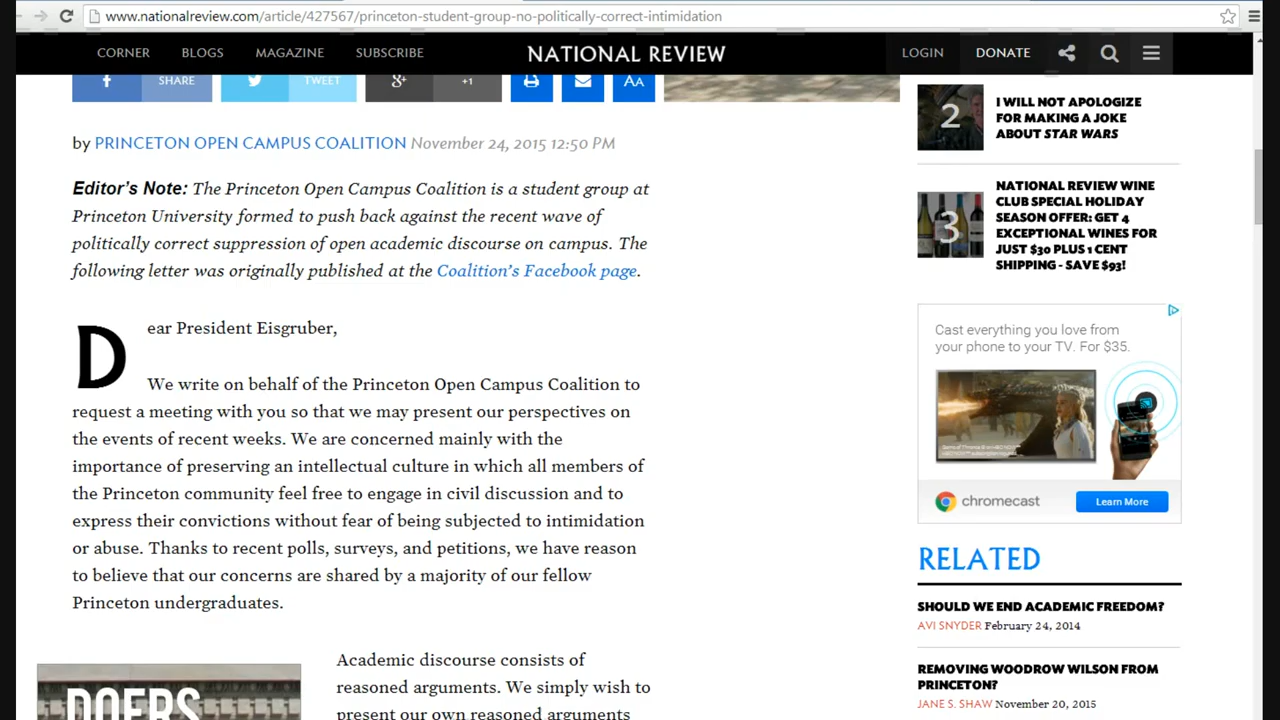 www.nationalreview.com/article/427567/princeton-student-group-no-politically-correct-intimidation
CORNER BLOGS MAGAZINE SUBSCRIBE NATIONAL REVIEW LOGIN DONATE
f SHARE TWEET g+ +1 AA
by PRINCETON OPEN CAMPUS COALITION November 24, 2015 12:50 PM
Editor's Note: The Princeton Open Campus Coalition is a student group at
Princeton University formed to push back against the recent wave of
politically correct suppression of open academic discourse on campus. The
following letter was originally published at the Coalition's Facebook page.
Dear President Eisgruber,
We write on behalf of the Princeton Open Campus Coalition to
request a meeting with you so that we may present our perspectives on
the events of recent weeks. We are concerned mainly with the
importance of preserving an intellectual culture in which all members of
the Princeton community feel free to engage in civil discussion and to
express their convictions without fear of being subjected to intimidation
or abuse. Thanks to recent polls, surveys, and petitions, we have reason
to believe that our concerns are shared by a majority of our fellow
Princeton undergraduates.
DOERS
Academic discourse consists of
reasoned arguments. We simply wish to
present our own reasoned arguments
2
I WILL NOT APOLOGIZE
FOR MAKING A JOKE
ABOUT STAR WARS
3
NATIONAL REVIEW WINE
CLUB SPECIAL HOLIDAY
SEASON OFFER: GET 4
EXCEPTIONAL WINES FOR
JUST $30 PLUS 1 CENT
SHIPPING - SAVE $93!
Cast everything you love from
your phone to your TV. For $35.
chromecast Learn More
RELATED
SHOULD WE END ACADEMIC FREEDOM?
AVI SNYDER February 24, 2014
REMOVING WOODROW WILSON FROM
PRINCETON?
JANE S. SHAW November 20, 2015